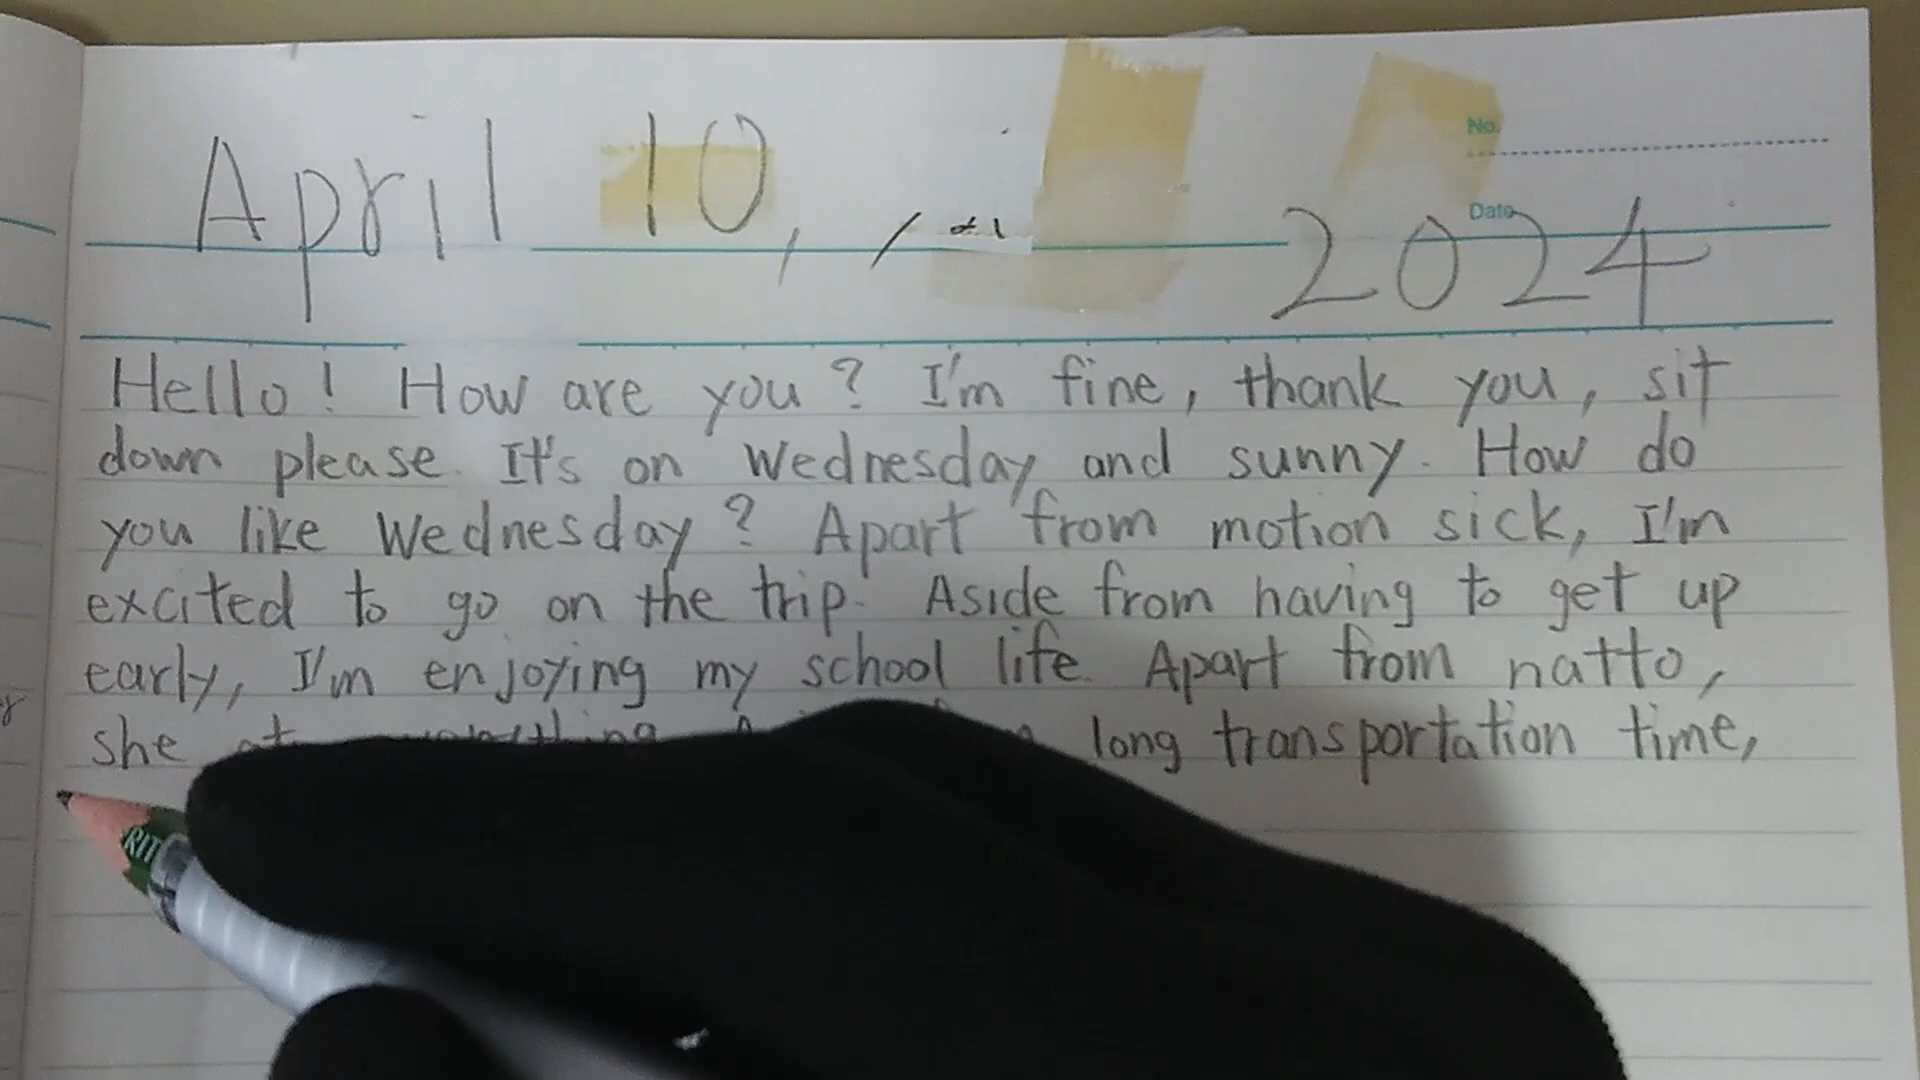 April 10, 2024
No.
Date
Hello! How are you? I'm fine, thank you, sit
down please. It's on Wednesday and sunny. How do
you like Wednesday? Apart from motion sick, I'm
excited to go on the trip. Aside from having to get up
early, I'm enjoying my school life. Apart from natto,
she long transportation time,
RIT